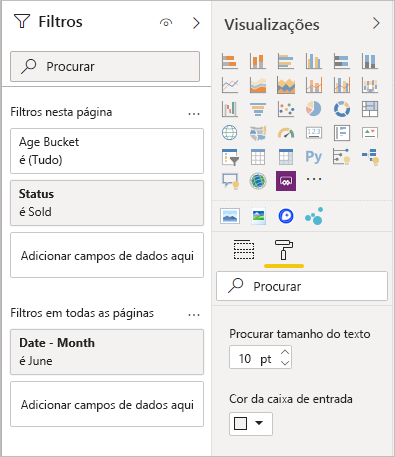 Filtros
Procurar
Filtros nesta página
Age Bucket
é (Tudo)
Status
é Sold
Adicionar campos de dados aqui
Filtros em todas as páginas
Date - Month
é June
Adicionar campos de dados aqui
Visualizações
123
Py
Procurar
Procurar tamanho do texto
10 pt
Cor da caixa de entrada